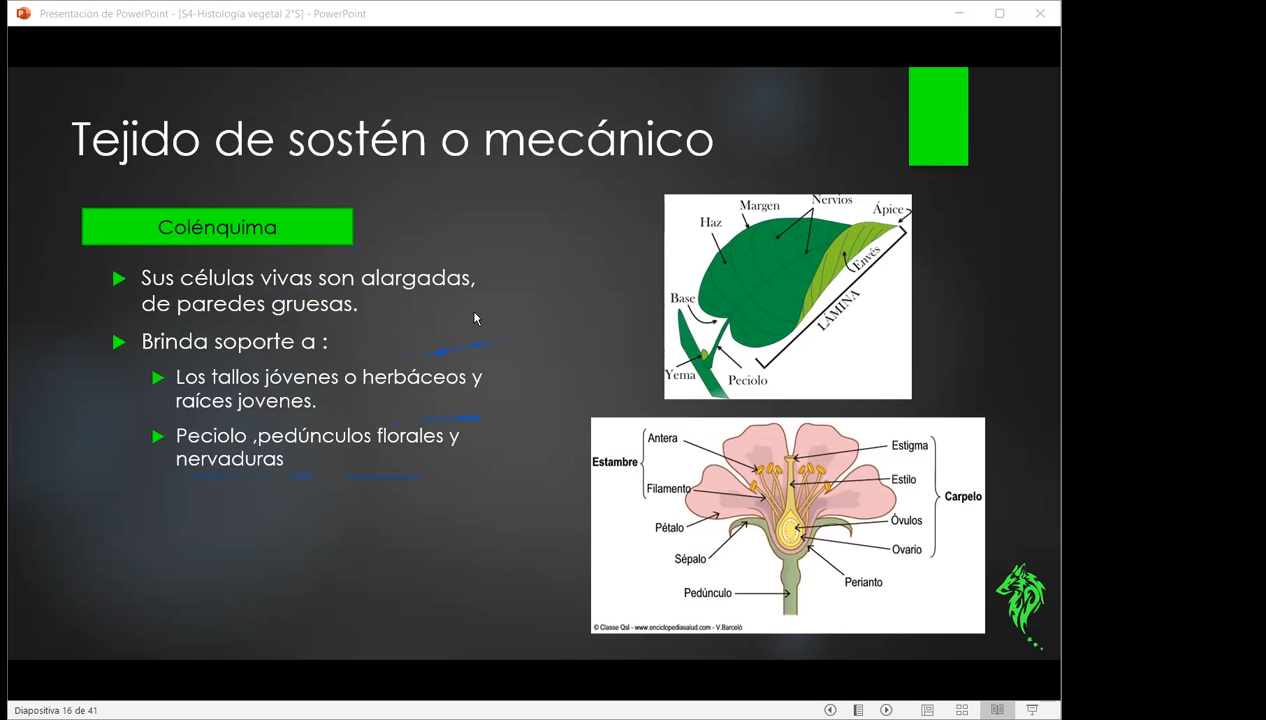 Presentación de PowerPoint - [S4-Histología vegetal 2°S] - PowerPoint
Tejido de sostén o mecánico
Colénquima
Sus células vivas son alargadas,
de paredes gruesas.
Brinda soporte a :
Los tallos jóvenes o herbáceos y
raíces jovenes.
Peciolo ,pedúnculos florales y
nervaduras
Margen
Nervios
Ápice
Haz
Envés
Base
LÁMINA
Yema
Peciolo
Antera
Estigma
Estambre
Estilo
Filamento
Carpelo
Pétalo
Óvulos
Ovario
Sépalo
Perianto
Pedúnculo
© Classe Qsl - www.enciclopediasalud.com - V.Barceló
Diapositiva 16 de 41